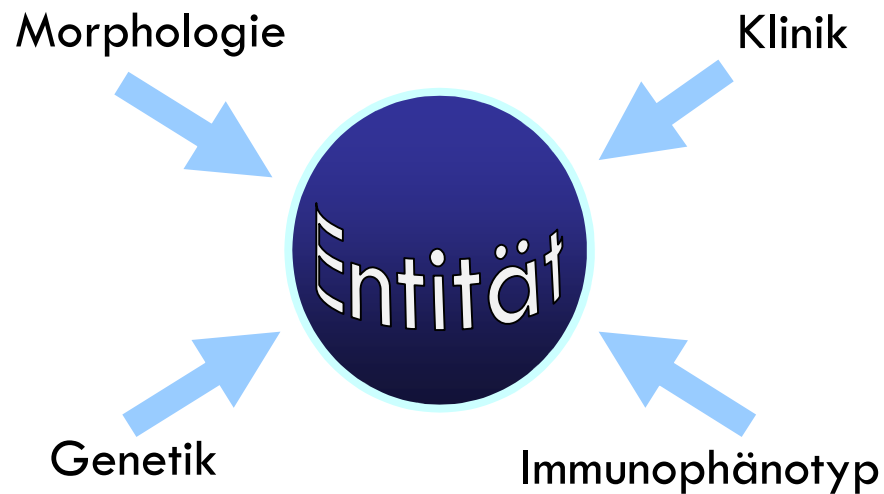 Morphologie
Klinik
Entität
Genetik
Immunophänotyp